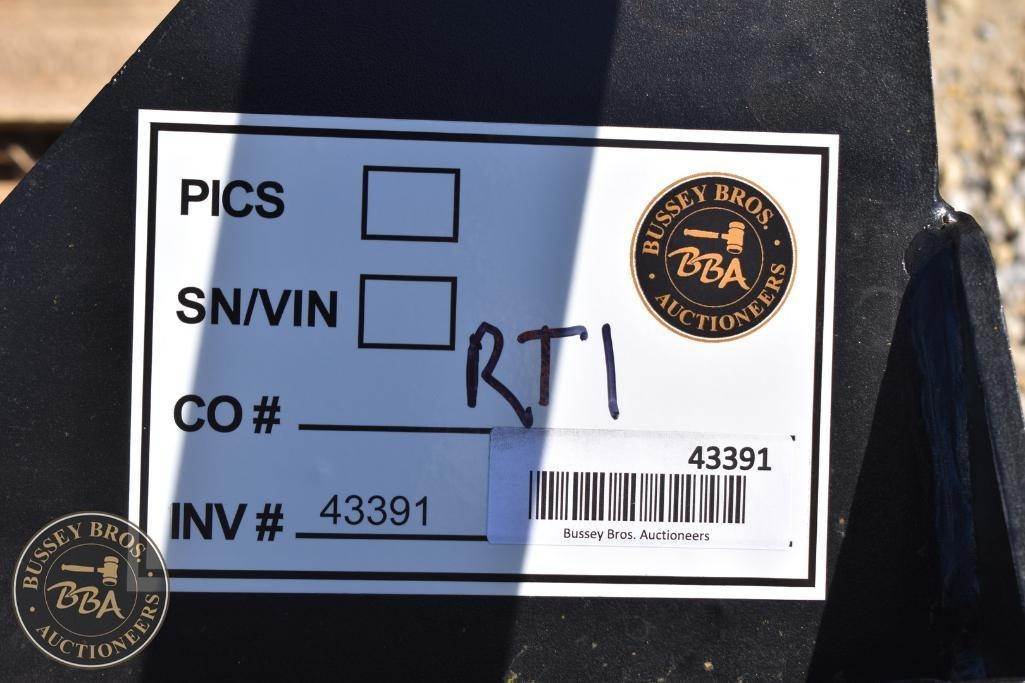 PICS
BUSSEY BROS.
BBA
AUCTIONEERS
SN/VIN
RT1
CO #
43391
INV # 43391
Bussey Bros. Auctioneers
BUSSEY BROS.
BBA
AUCTIONEERS